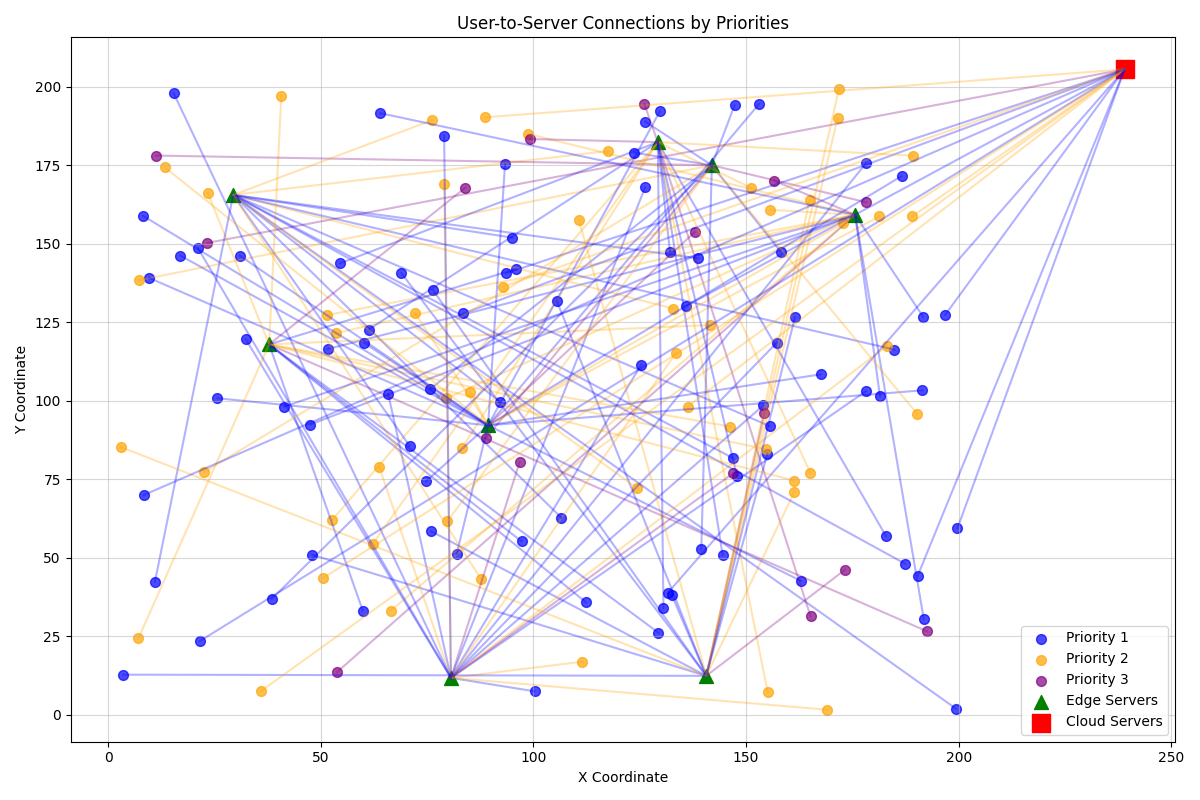 User-to-Server Connections by Priorities
Y Coordinate
200
175
150
125
100
75
50
25
0
0 50 100 150 200 250
X Coordinate
Priority 1
Priority 2
Priority 3
Edge Servers
Cloud Servers